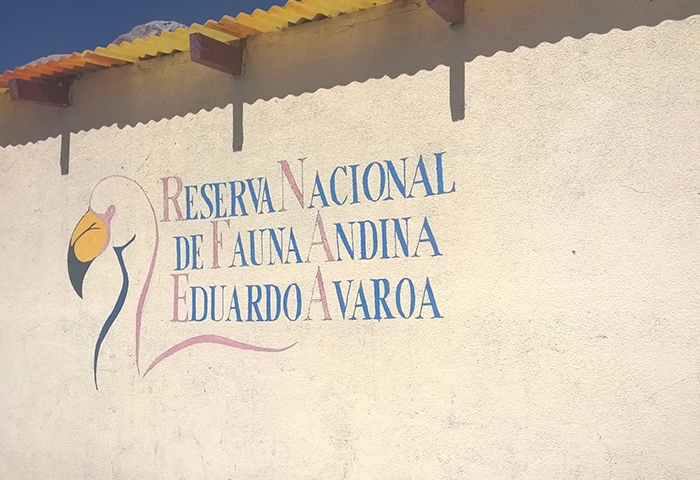 RESERVA NACIONAL
DE FAUNA ANDINA
EDUARDO AVAROA